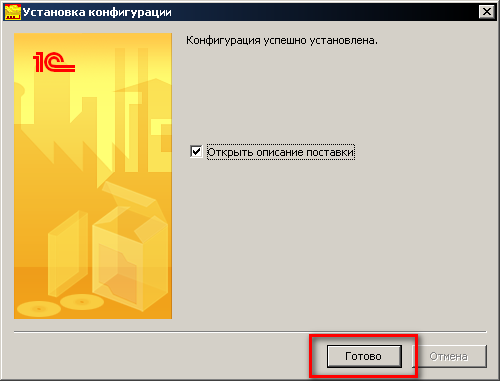 Установка конфигурации
Конфигурация успешно установлена.
1С
Открыть описание поставки
Готово
Отмена